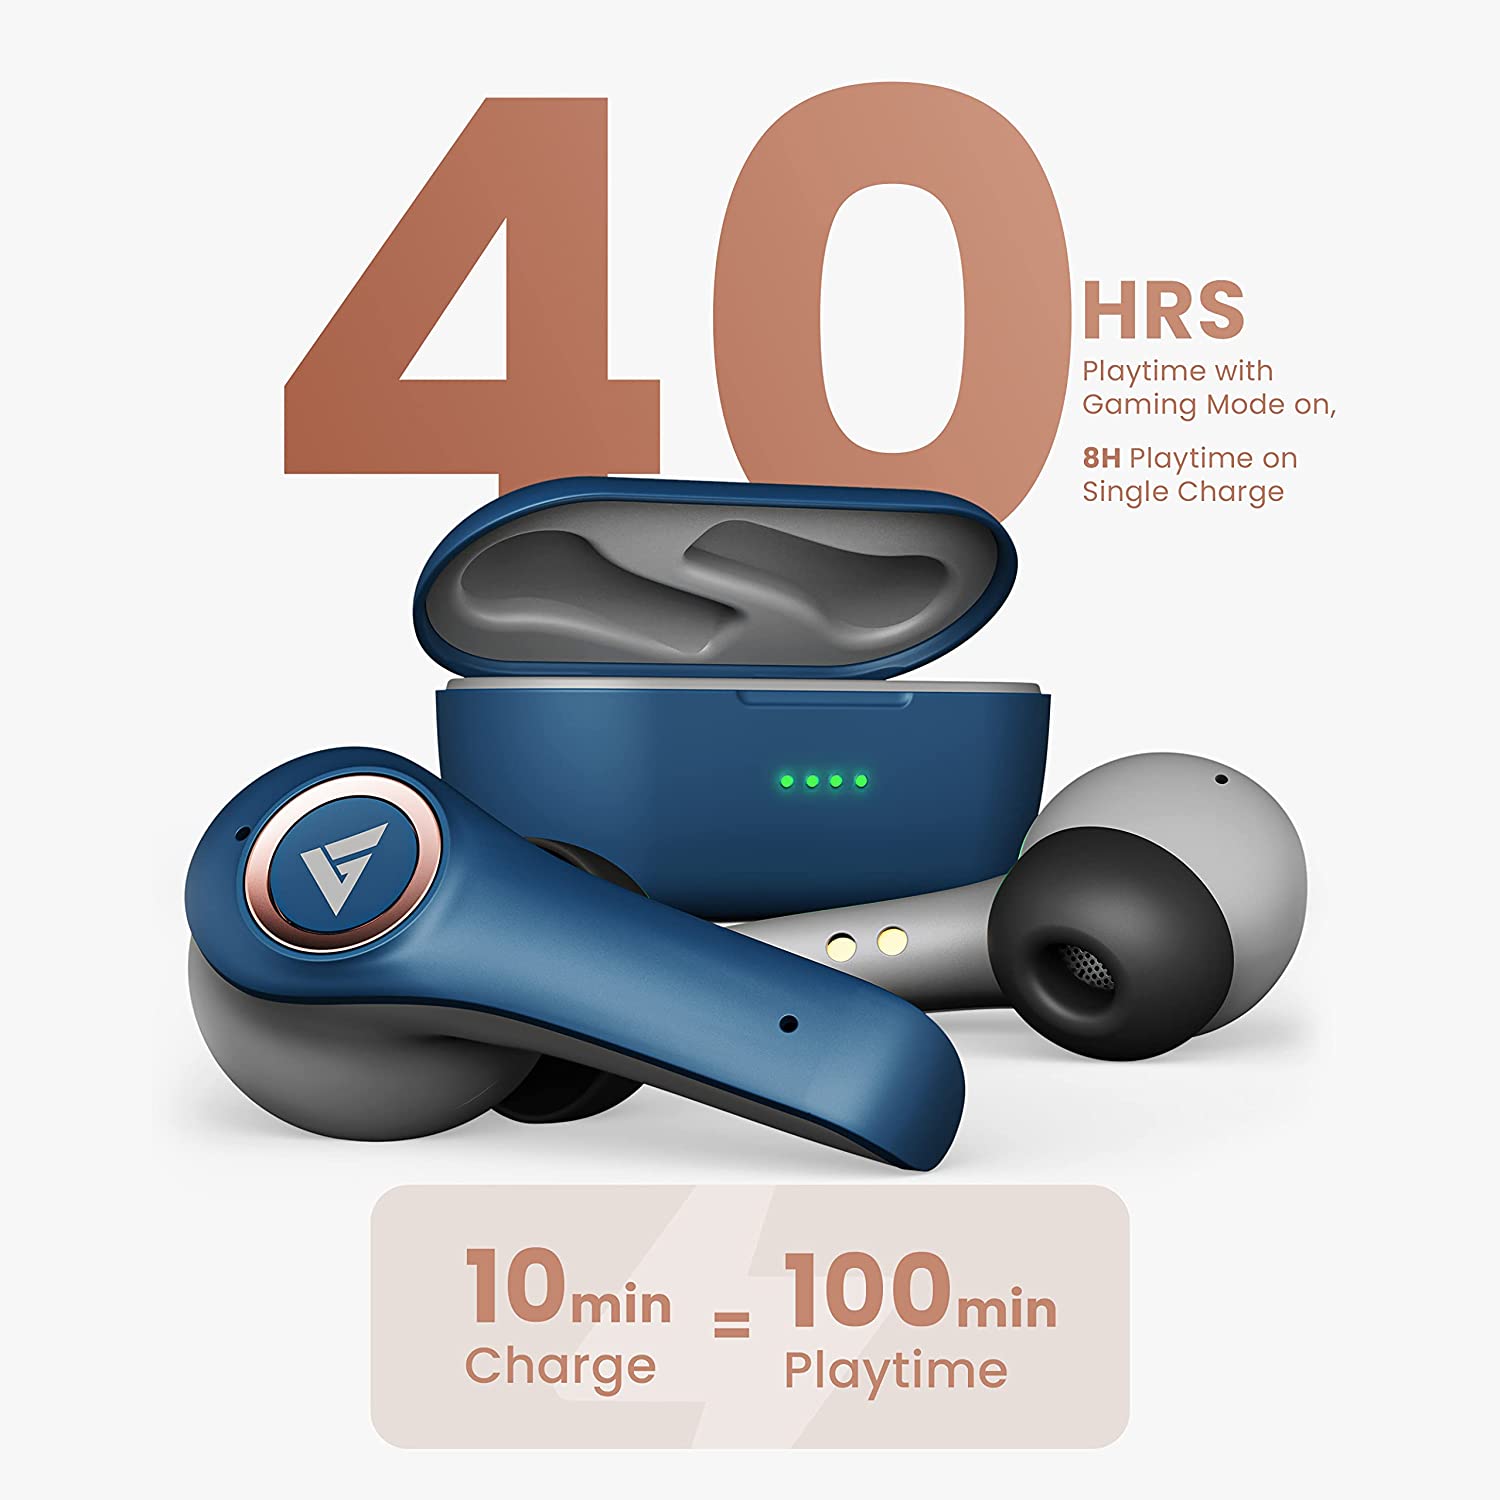 40
HRS
Playtime with
Gaming Mode on,
8H Playtime on
Single Charge
10min
Charge
=
100min
Playtime